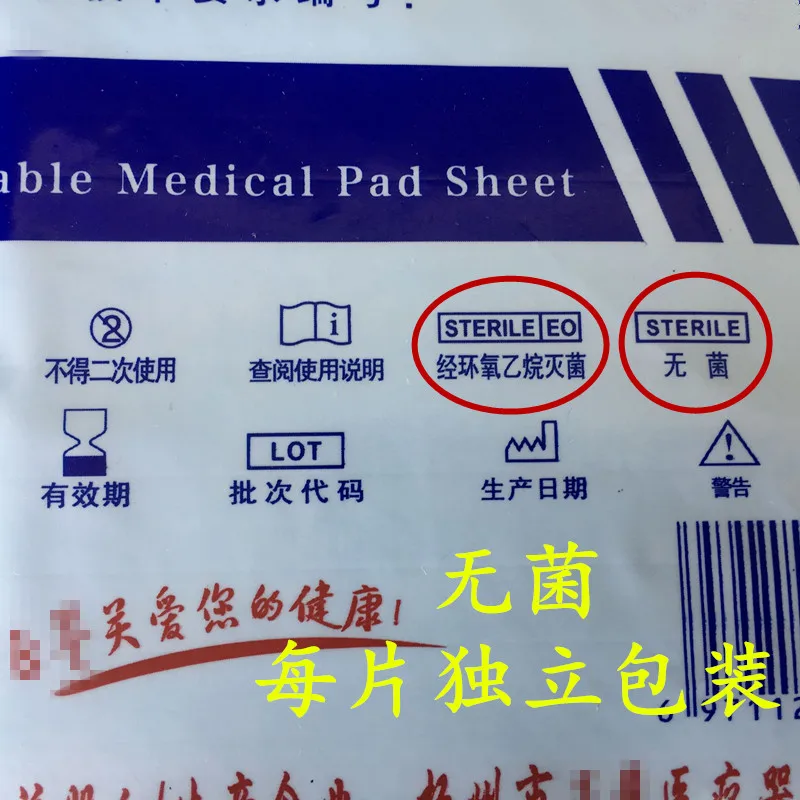 able Medical Pad Sheet
2
i
STERILE EO
STERILE
不得二次使用
查阅使用说明
经环氧乙烷灭菌
无菌
LOT
有效期
批次代码
生产日期
警告
无菌
关爱您的健康!
每片独立包装